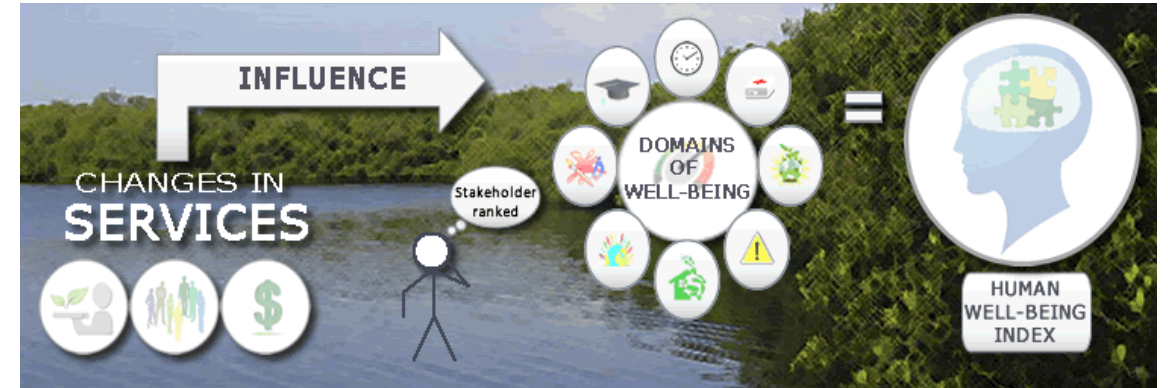 INFLUENCE
CHANGES IN
SERVICES
$
Stakeholder
ranked
DOMAINS
OF
WELL-BEING
!
=
HUMAN
WELL-BEING
INDEX